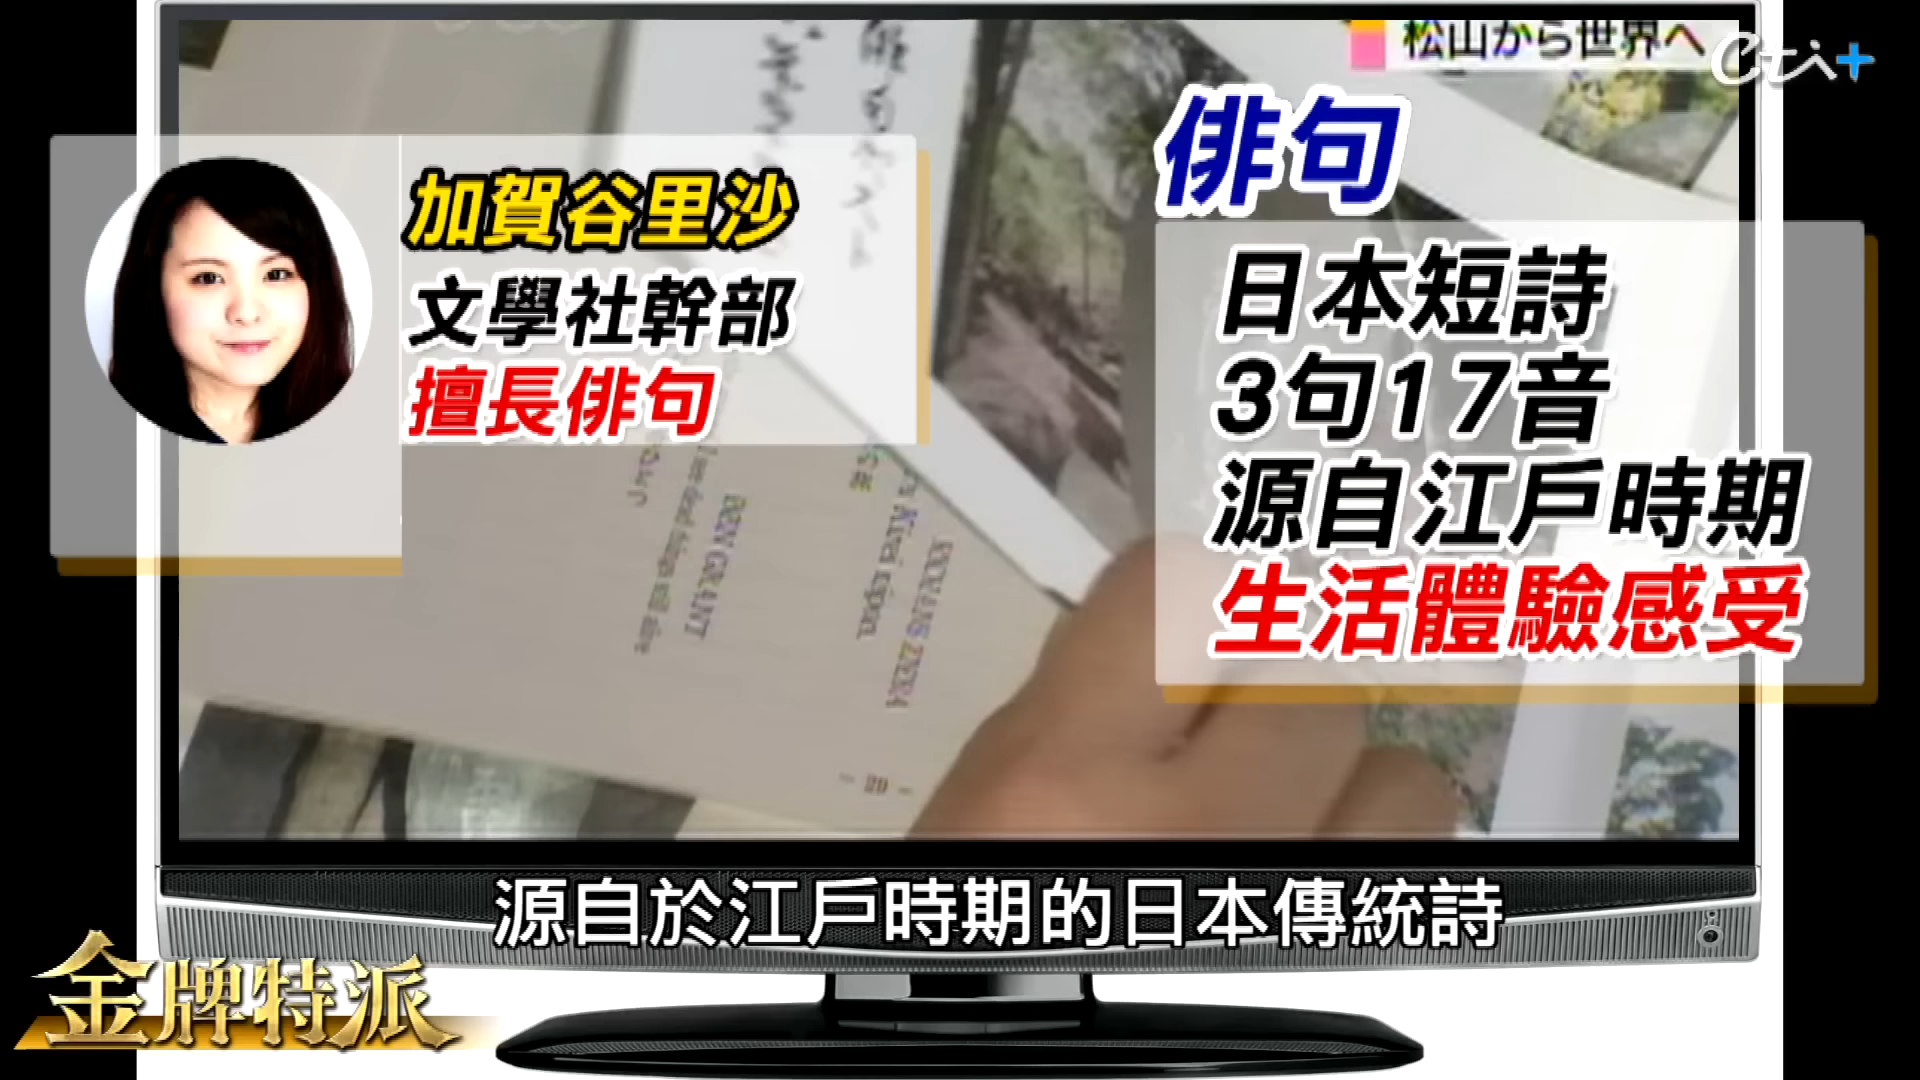 松山から世界へ
Cti+
俳句
加賀谷里沙
文學社幹部
擅長俳句
日本短詩
3句17音
源自江戶時期
生活體驗感受
DEN GRANT
- 20 -
源自於江戶時期的日本傳統詩
金牌特派